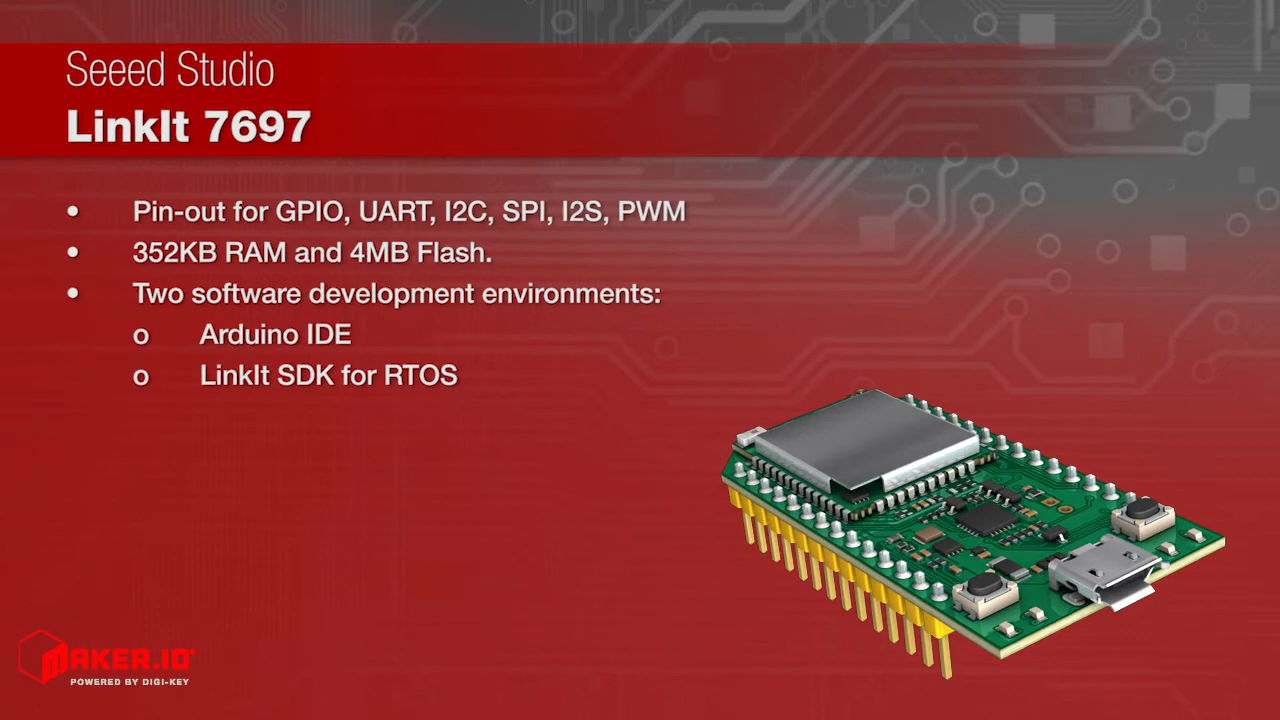 Seeed Studio
LinkIt 7697
• Pin-out for GPIO, UART, I2C, SPI, I2S, PWM
• 352KB RAM and 4MB Flash.
• Two software development environments:
o Arduino IDE
o LinkIt SDK for RTOS
MAKER.IO
POWERED BY DIGI-KEY